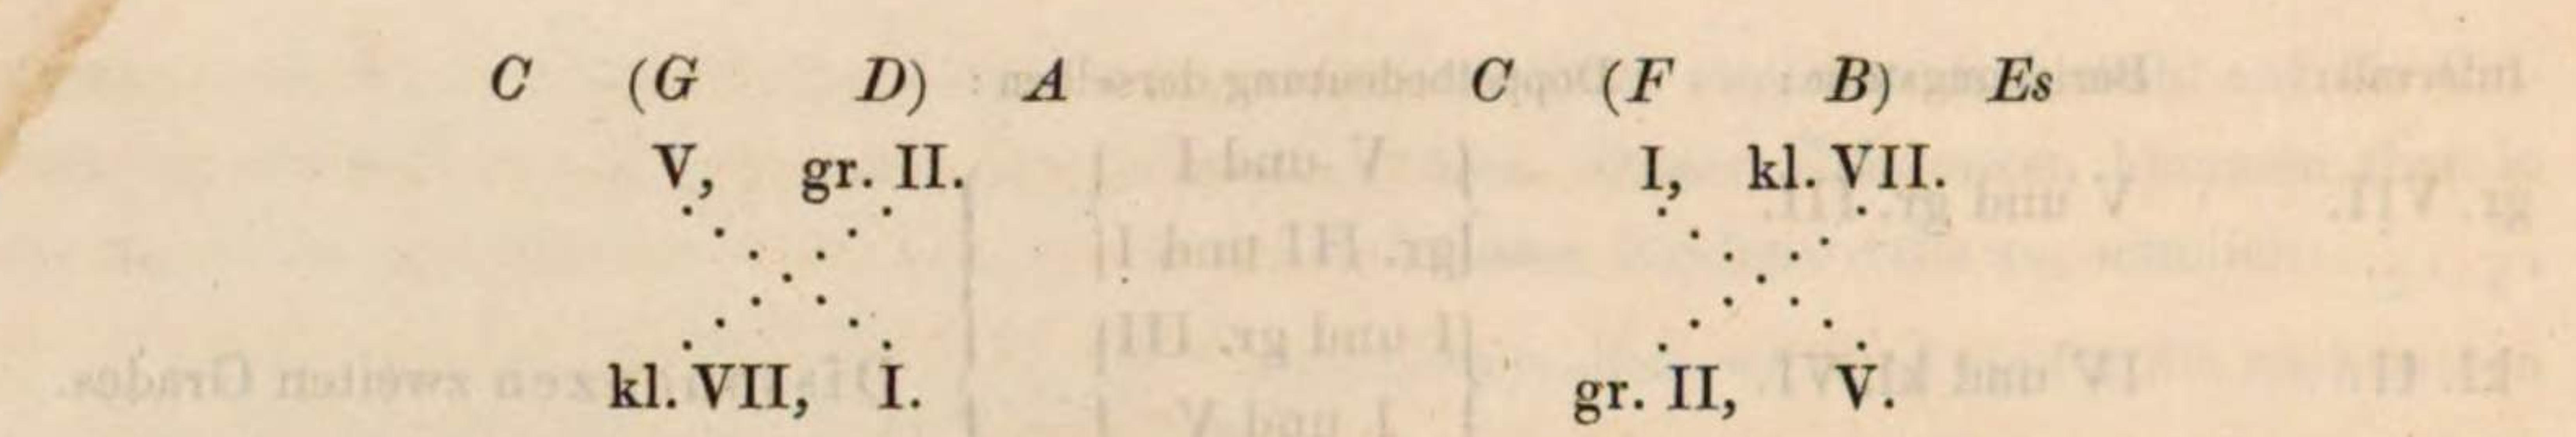 C (G D) A C (F B) Es
V, gr. II. I, kl. VII.
kl. VII, I. gr. II, V.